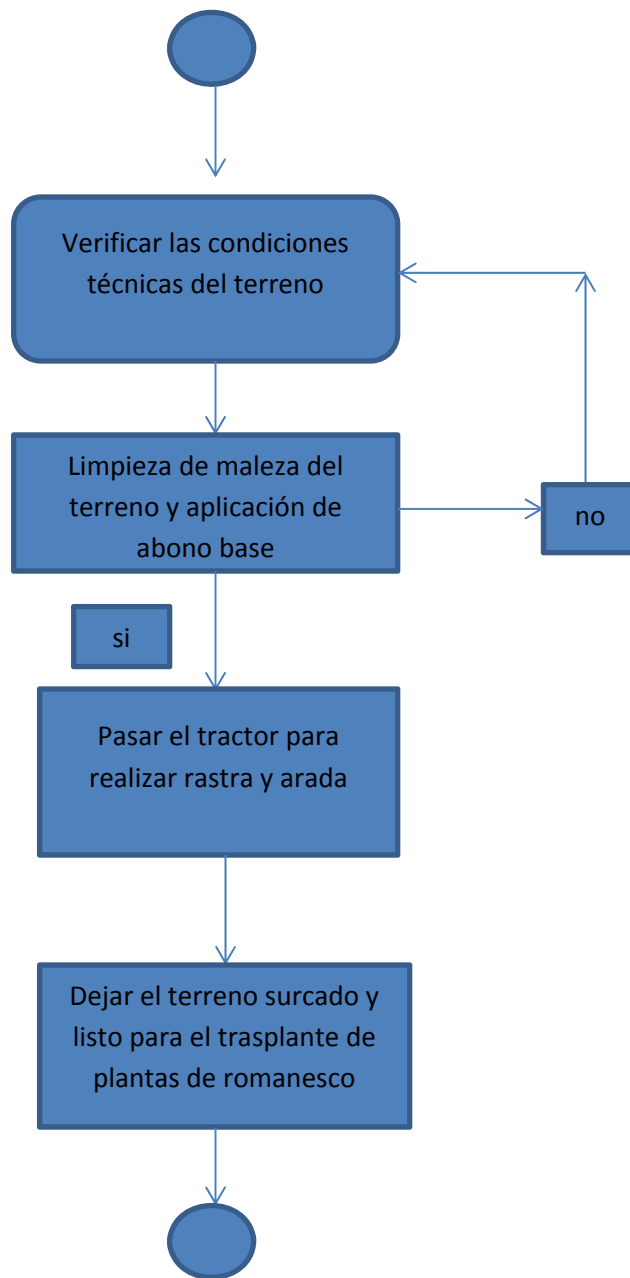 Verificar las condiciones
técnicas del terreno
Limpieza de maleza del
terreno y aplicación de
abono base
no
si
Pasar el tractor para
realizar rastra y arada
Dejar el terreno surcado y
listo para el trasplante de
plantas de romanesco